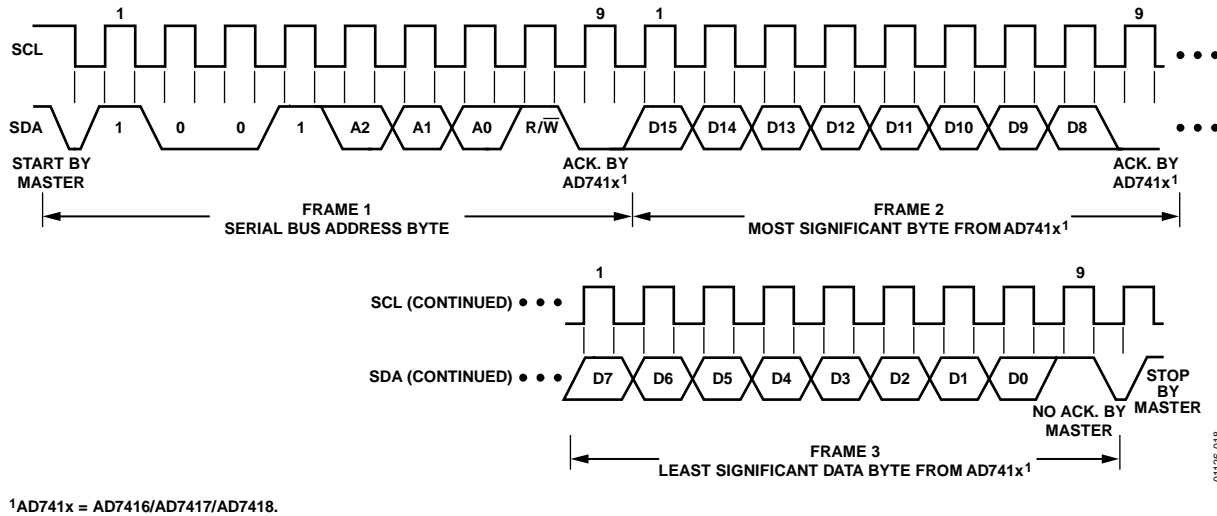 1 9 1 9
SCL
SDA 1 0 0 1 A2 A1 A0 R/W̅ D15 D14 D13 D12 D11 D10 D9 D8
START BY
MASTER
ACK. BY
AD741x¹
ACK. BY
AD741x¹
FRAME 1
SERIAL BUS ADDRESS BYTE
FRAME 2
MOST SIGNIFICANT BYTE FROM AD741x¹
1 9
SCL (CONTINUED)
SDA (CONTINUED) D7 D6 D5 D4 D3 D2 D1 D0
NO ACK. BY
MASTER
STOP
BY
MASTER
FRAME 3
LEAST SIGNIFICANT DATA BYTE FROM AD741x¹
01126-018
¹AD741x = AD7416/AD7417/AD7418.